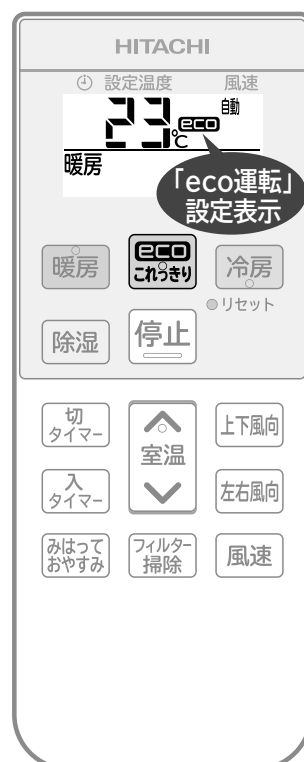 HITACHI
設定温度 風速
23℃ eco 自動
暖房
「eco運転」
設定表示
暖房
eco
これっきり
冷房
リセット
除湿
停止
切
タイマー
室温
上下風向
入
タイマー
左右風向
みはって
おやすみ
フィルター
掃除
風速